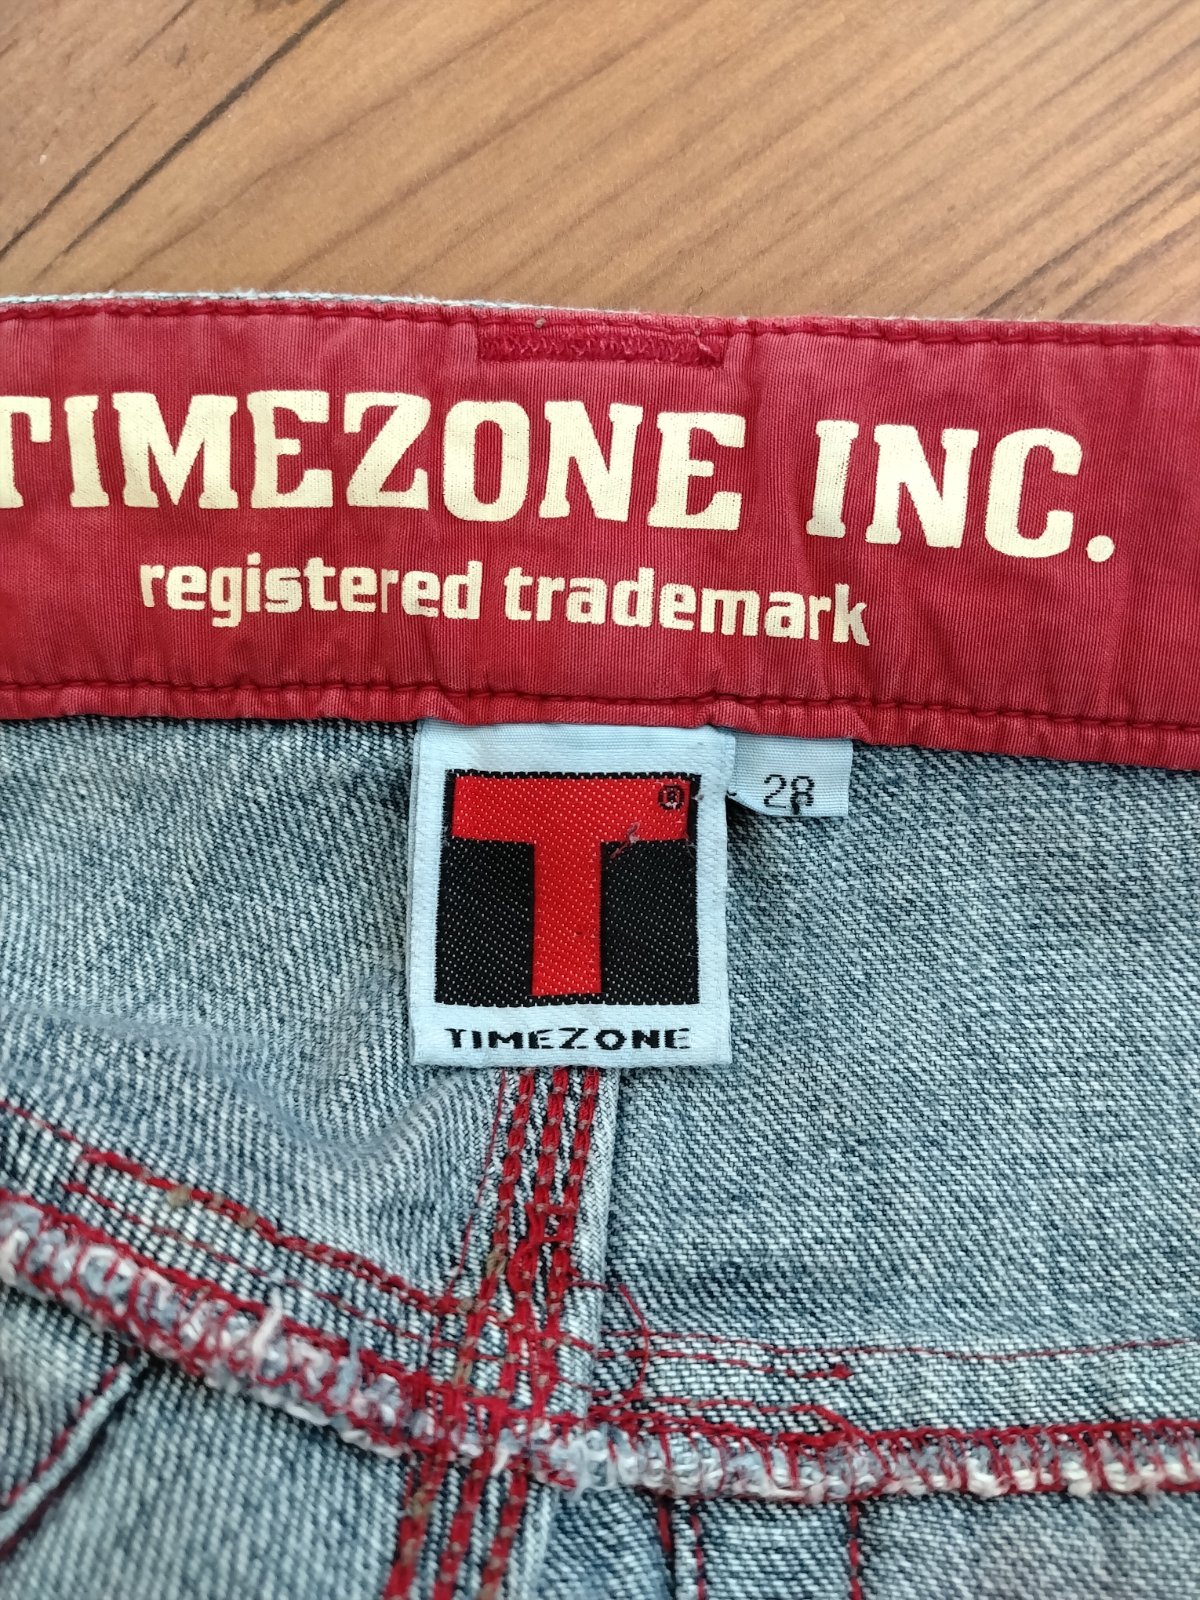 TIMEZONE INC.
registered trademark
T®
28
TIMEZONE